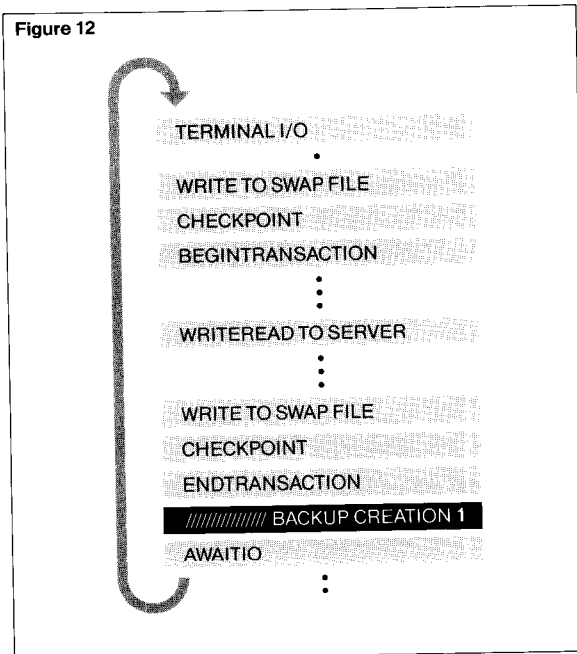 Figure 12
TERMINAL I/O
WRITE TO SWAP FILE
CHECKPOINT
BEGINTRANSACTION
WRITEREAD TO SERVER
WRITE TO SWAP FILE
CHECKPOINT
ENDTRANSACTION
//////////////// BACKUP CREATION 1
AWAITIO